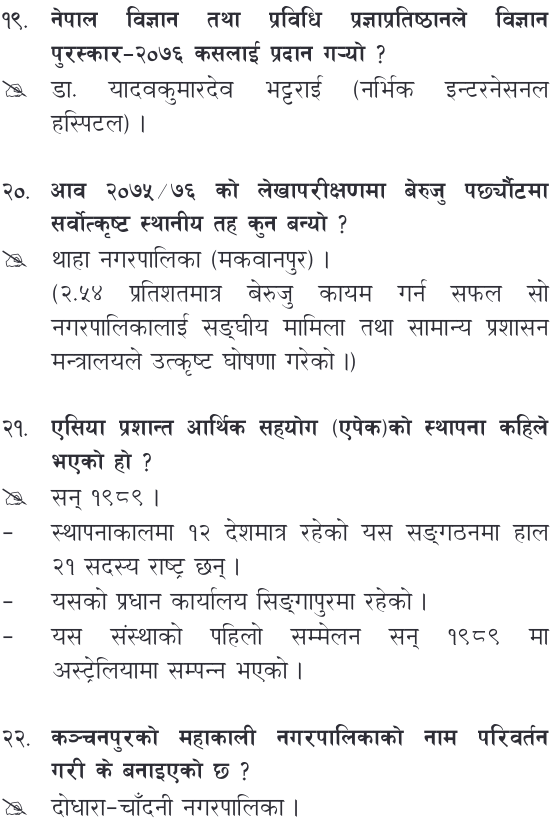 १९. नेपाल विज्ञान तथा प्रविधि प्रज्ञाप्रतिष्ठानले विज्ञान
पुरस्कार-२०७६ कसलाई प्रदान गऱ्यो ?
डा. यादवकुमारदेव भट्टराई (नर्भिक इन्टरनेसनल
हस्पिटल) ।
२०. आव २०७५/७६ को लेखापरीक्षणमा बेरुजु पर्छ्यौटमा
सर्वोत्कृष्ट स्थानीय तह कुन बन्यो ?
थाहा नगरपालिका (मकवानपुर) ।
(२.५४ प्रतिशतमात्र बेरुजु कायम गर्न सफल सो
नगरपालिकालाई सङ्घीय मामिला तथा सामान्य प्रशासन
मन्त्रालयले उत्कृष्ट घोषणा गरेको ।)
२१. एसिया प्रशान्त आर्थिक सहयोग (एपेक)को स्थापना कहिले
भएको हो ?
सन् १९८९ ।
- स्थापनाकालमा १२ देशमात्र रहेको यस सङ्गठनमा हाल
२१ सदस्य राष्ट्र छन् ।
- यसको प्रधान कार्यालय सिङ्गापुरमा रहेको ।
- यस संस्थाको पहिलो सम्मेलन सन् १९८९ मा
अस्ट्रेलियामा सम्पन्न भएको ।
२२. कञ्चनपुरको महाकाली नगरपालिकाको नाम परिवर्तन
गरी के बनाइएको छ ?
दोधारा-चाँदनी नगरपालिका ।